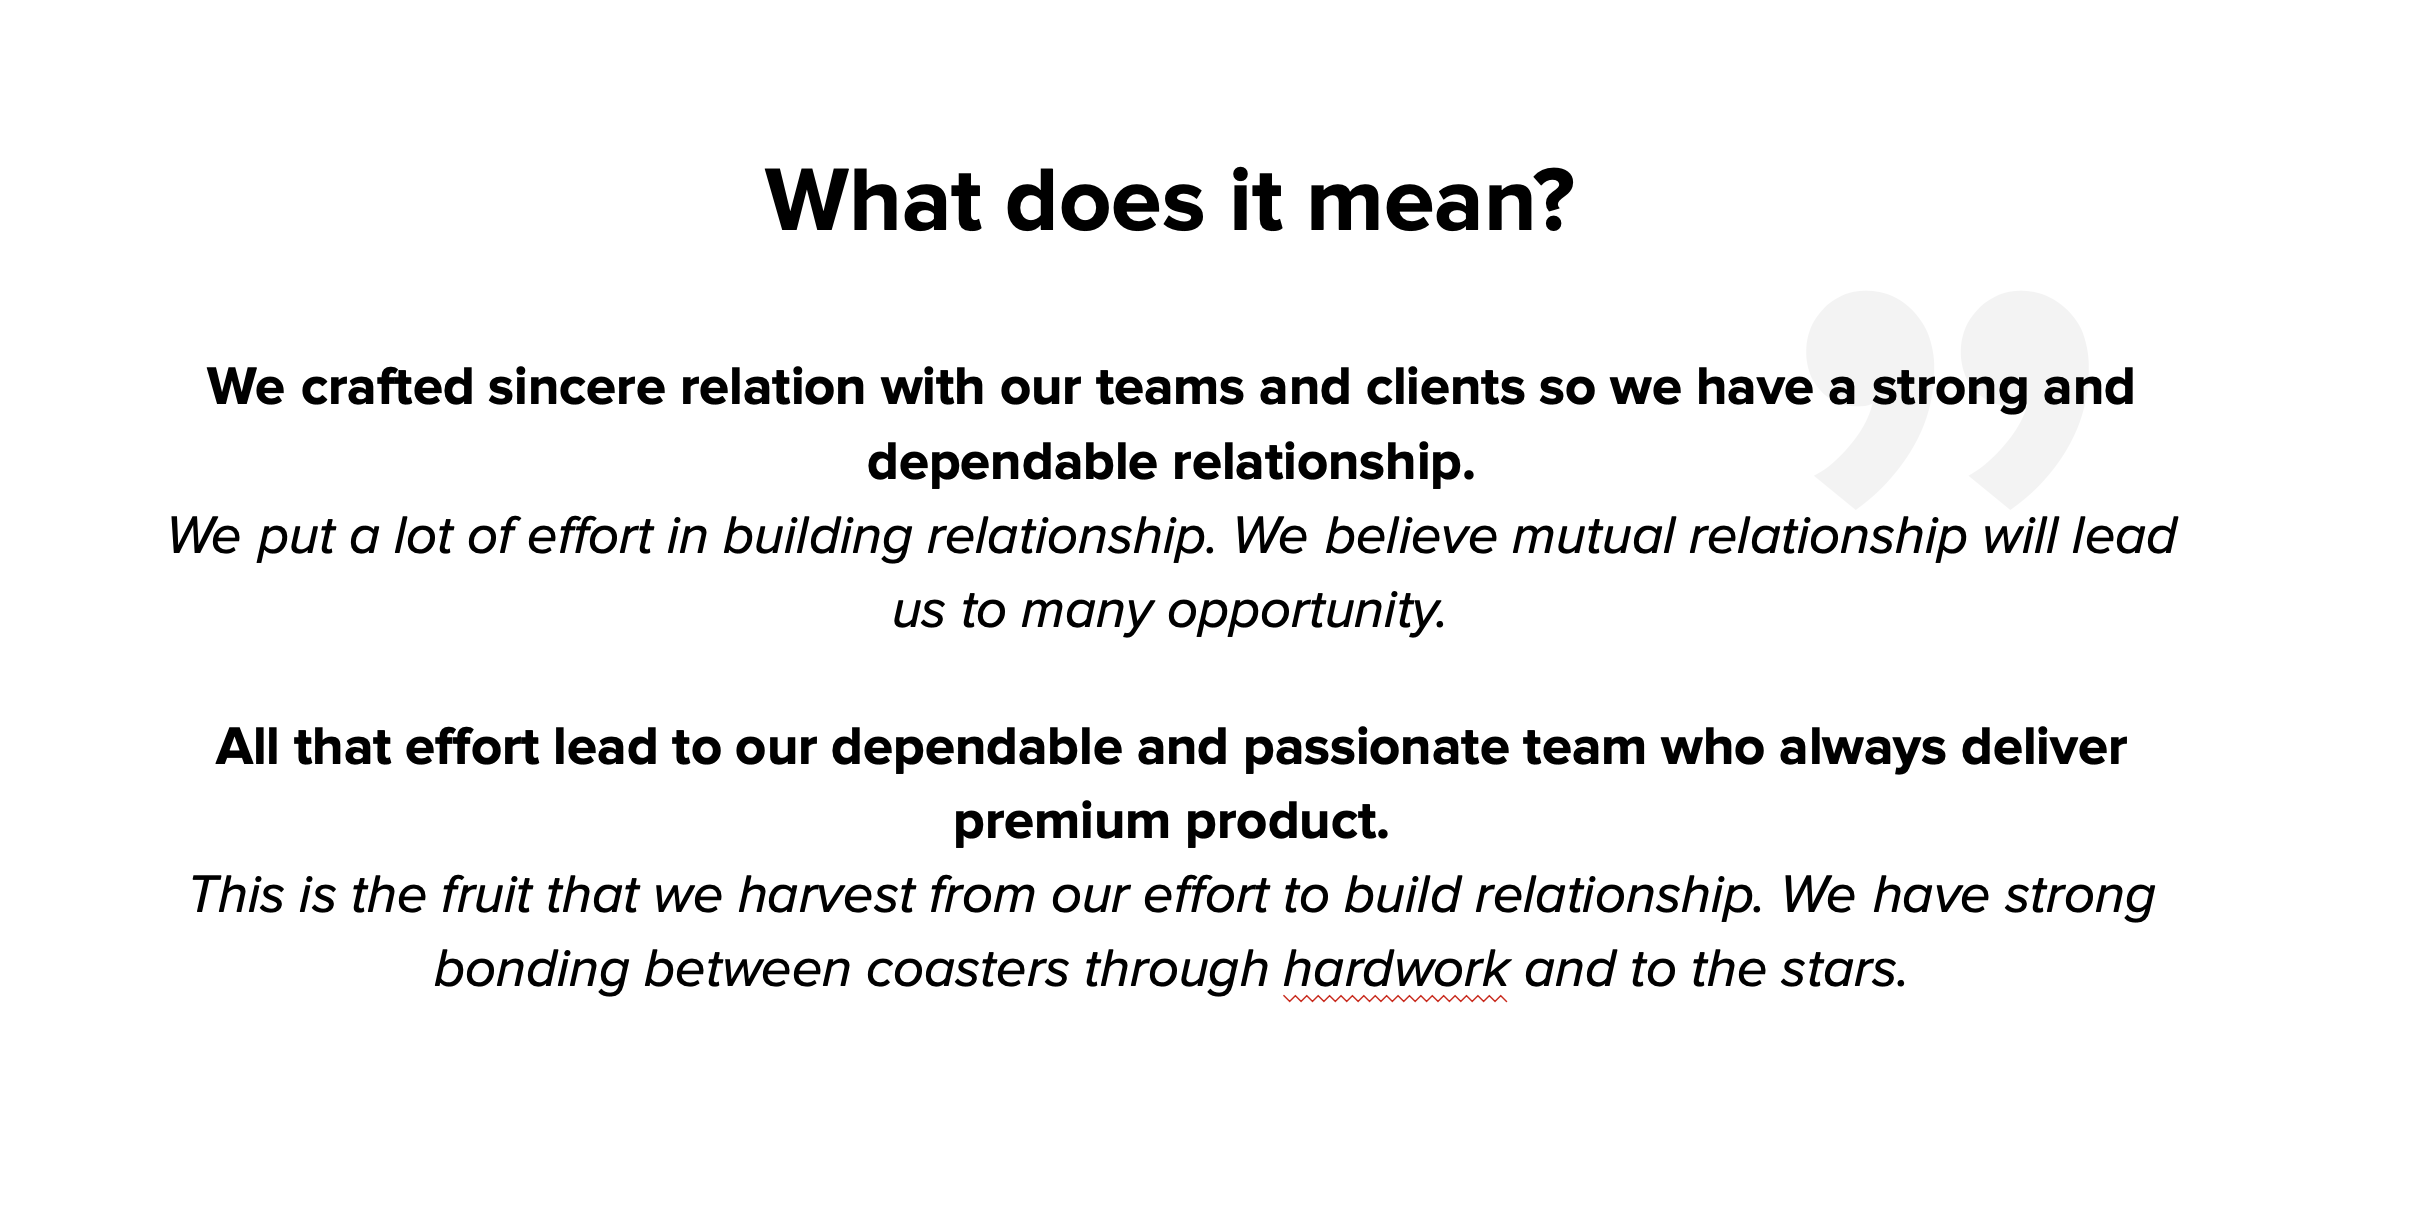 What does it mean?
We crafted sincere relation with our teams and clients so we have a strong and
dependable relationship.
We put a lot of effort in building relationship. We believe mutual relationship will lead
us to many opportunity.
All that effort lead to our dependable and passionate team who always deliver
premium product.
This is the fruit that we harvest from our effort to build relationship. We have strong
bonding between coasters through hardwork and to the stars.